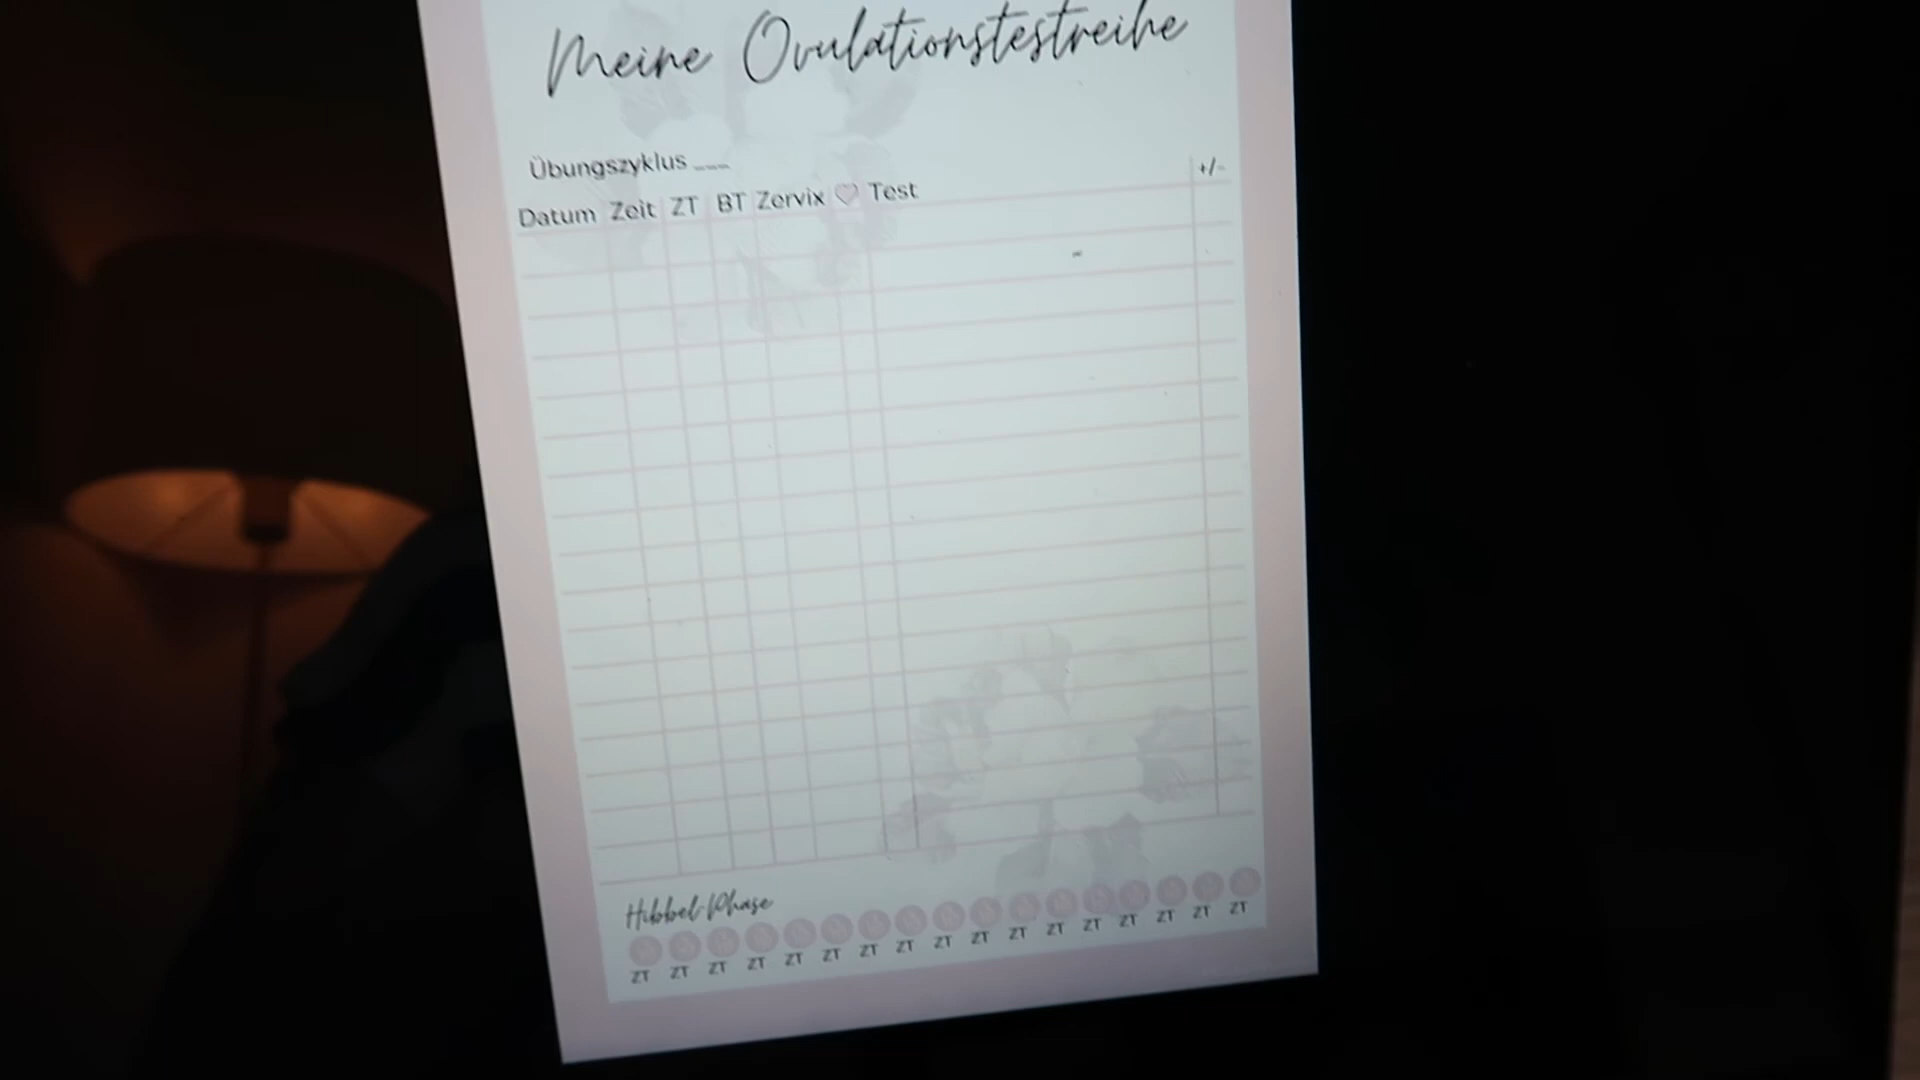 Meine Ovulationstestreihe
Übungszyklus ___
+/-
Datum Zeit ZT BT Zervix ♡ Test
Hibbel-Phase
ZT ZT ZT ZT ZT ZT ZT ZT ZT ZT ZT ZT ZT ZT ZT ZT ZT